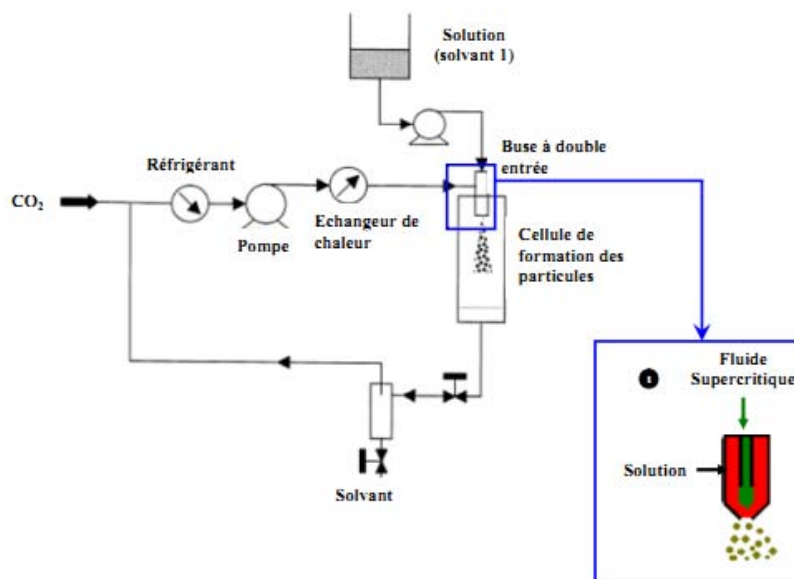 Solution
(solvant 1)
Buse à double
entrée
Réfrigérant
CO₂
Pompe
Echangeur de
chaleur
Cellule de
formation des
particules
Solvant
1
Fluide
Supercritique
Solution